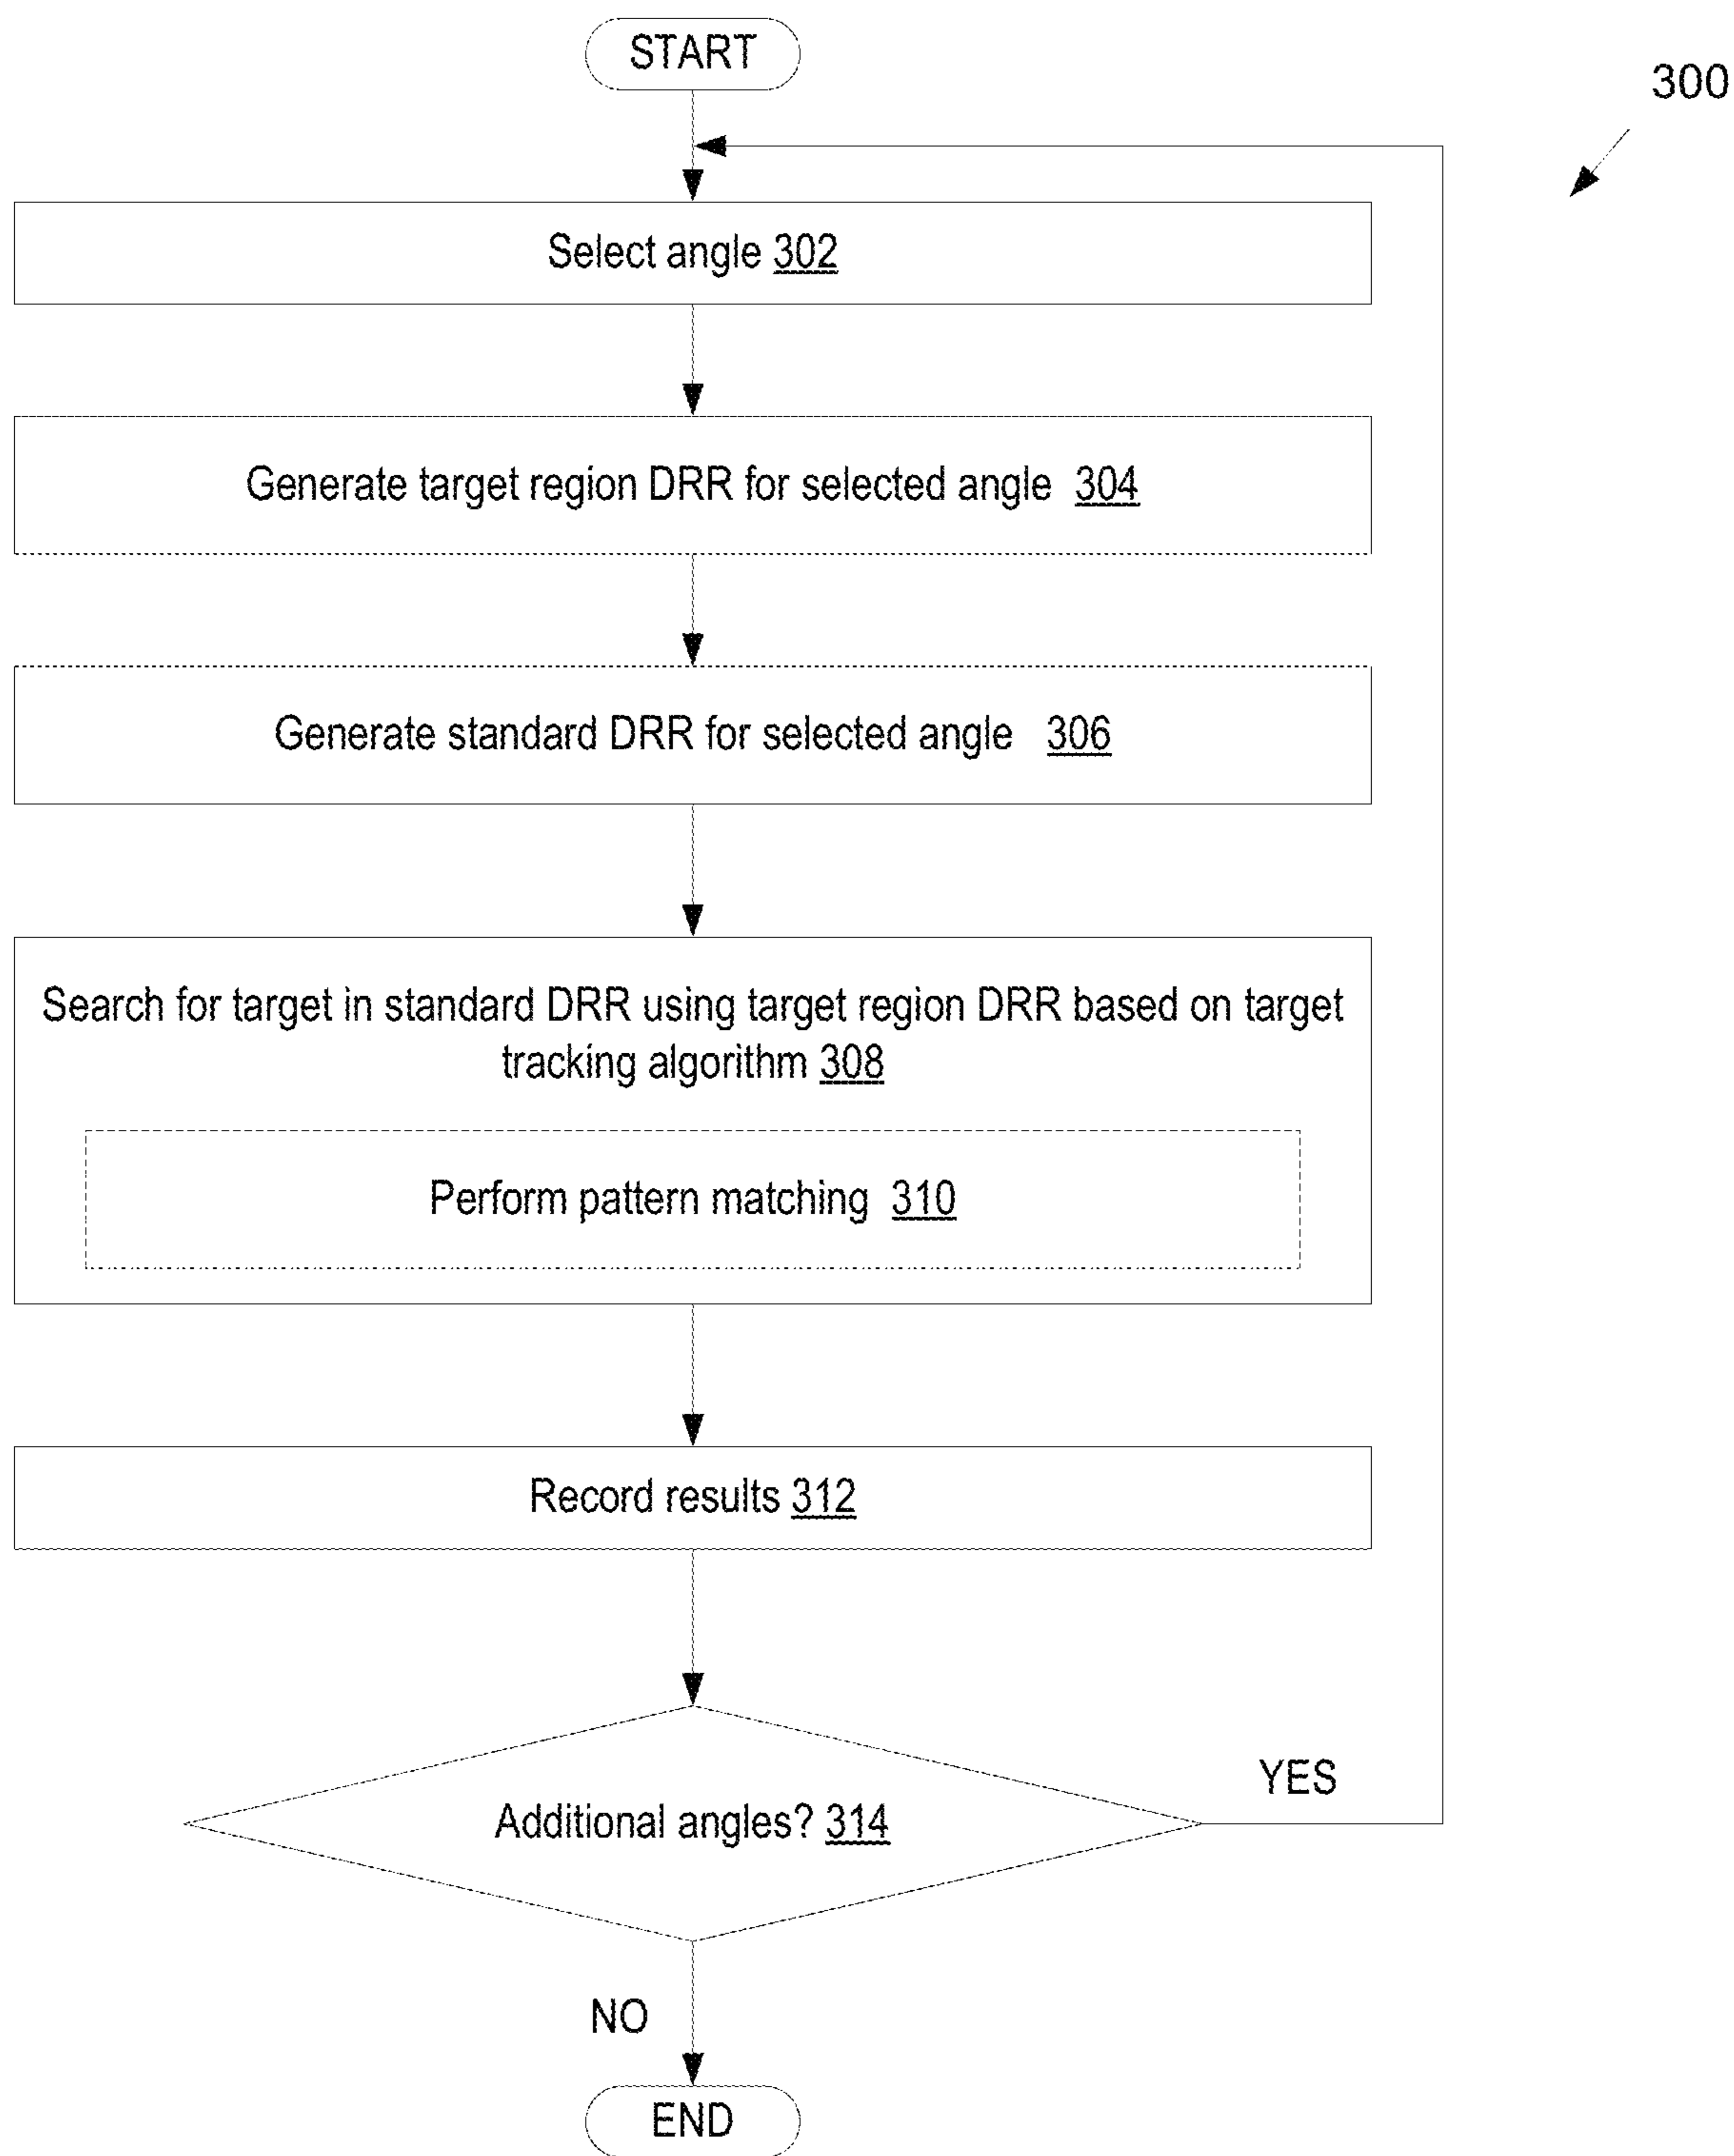 START
300
Select angle 302
Generate target region DRR for selected angle 304
Generate standard DRR for selected angle 306
Search for target in standard DRR using target region DRR based on target
tracking algorithm 308
Perform pattern matching 310
Record results 312
Additional angles? 314
YES
NO
END